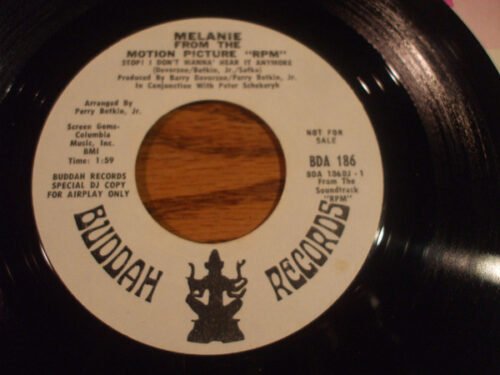 MELANIE
FROM THE
MOTION PICTURE "RPM"
STOP! I DON'T WANNA' HEAR IT ANYMORE
(Devorzon/Botkin, Jr./Safka)
Produced by Barry Devorzon/Perry Botkin, Jr.
In Conjunction With Peter Schekeryk
Arranged by
Perry Botkin, Jr.
Screen Gems-
Columbia
Music, Inc.
BMI
Time: 1:59
BUDDAH RECORDS
SPECIAL DJ COPY
FOR AIRPLAY ONLY
NOT FOR
SALE
BDA 186
BDA 186DJ-1
From The
Soundtrack
"RPM"
BUDDAH RECORDS